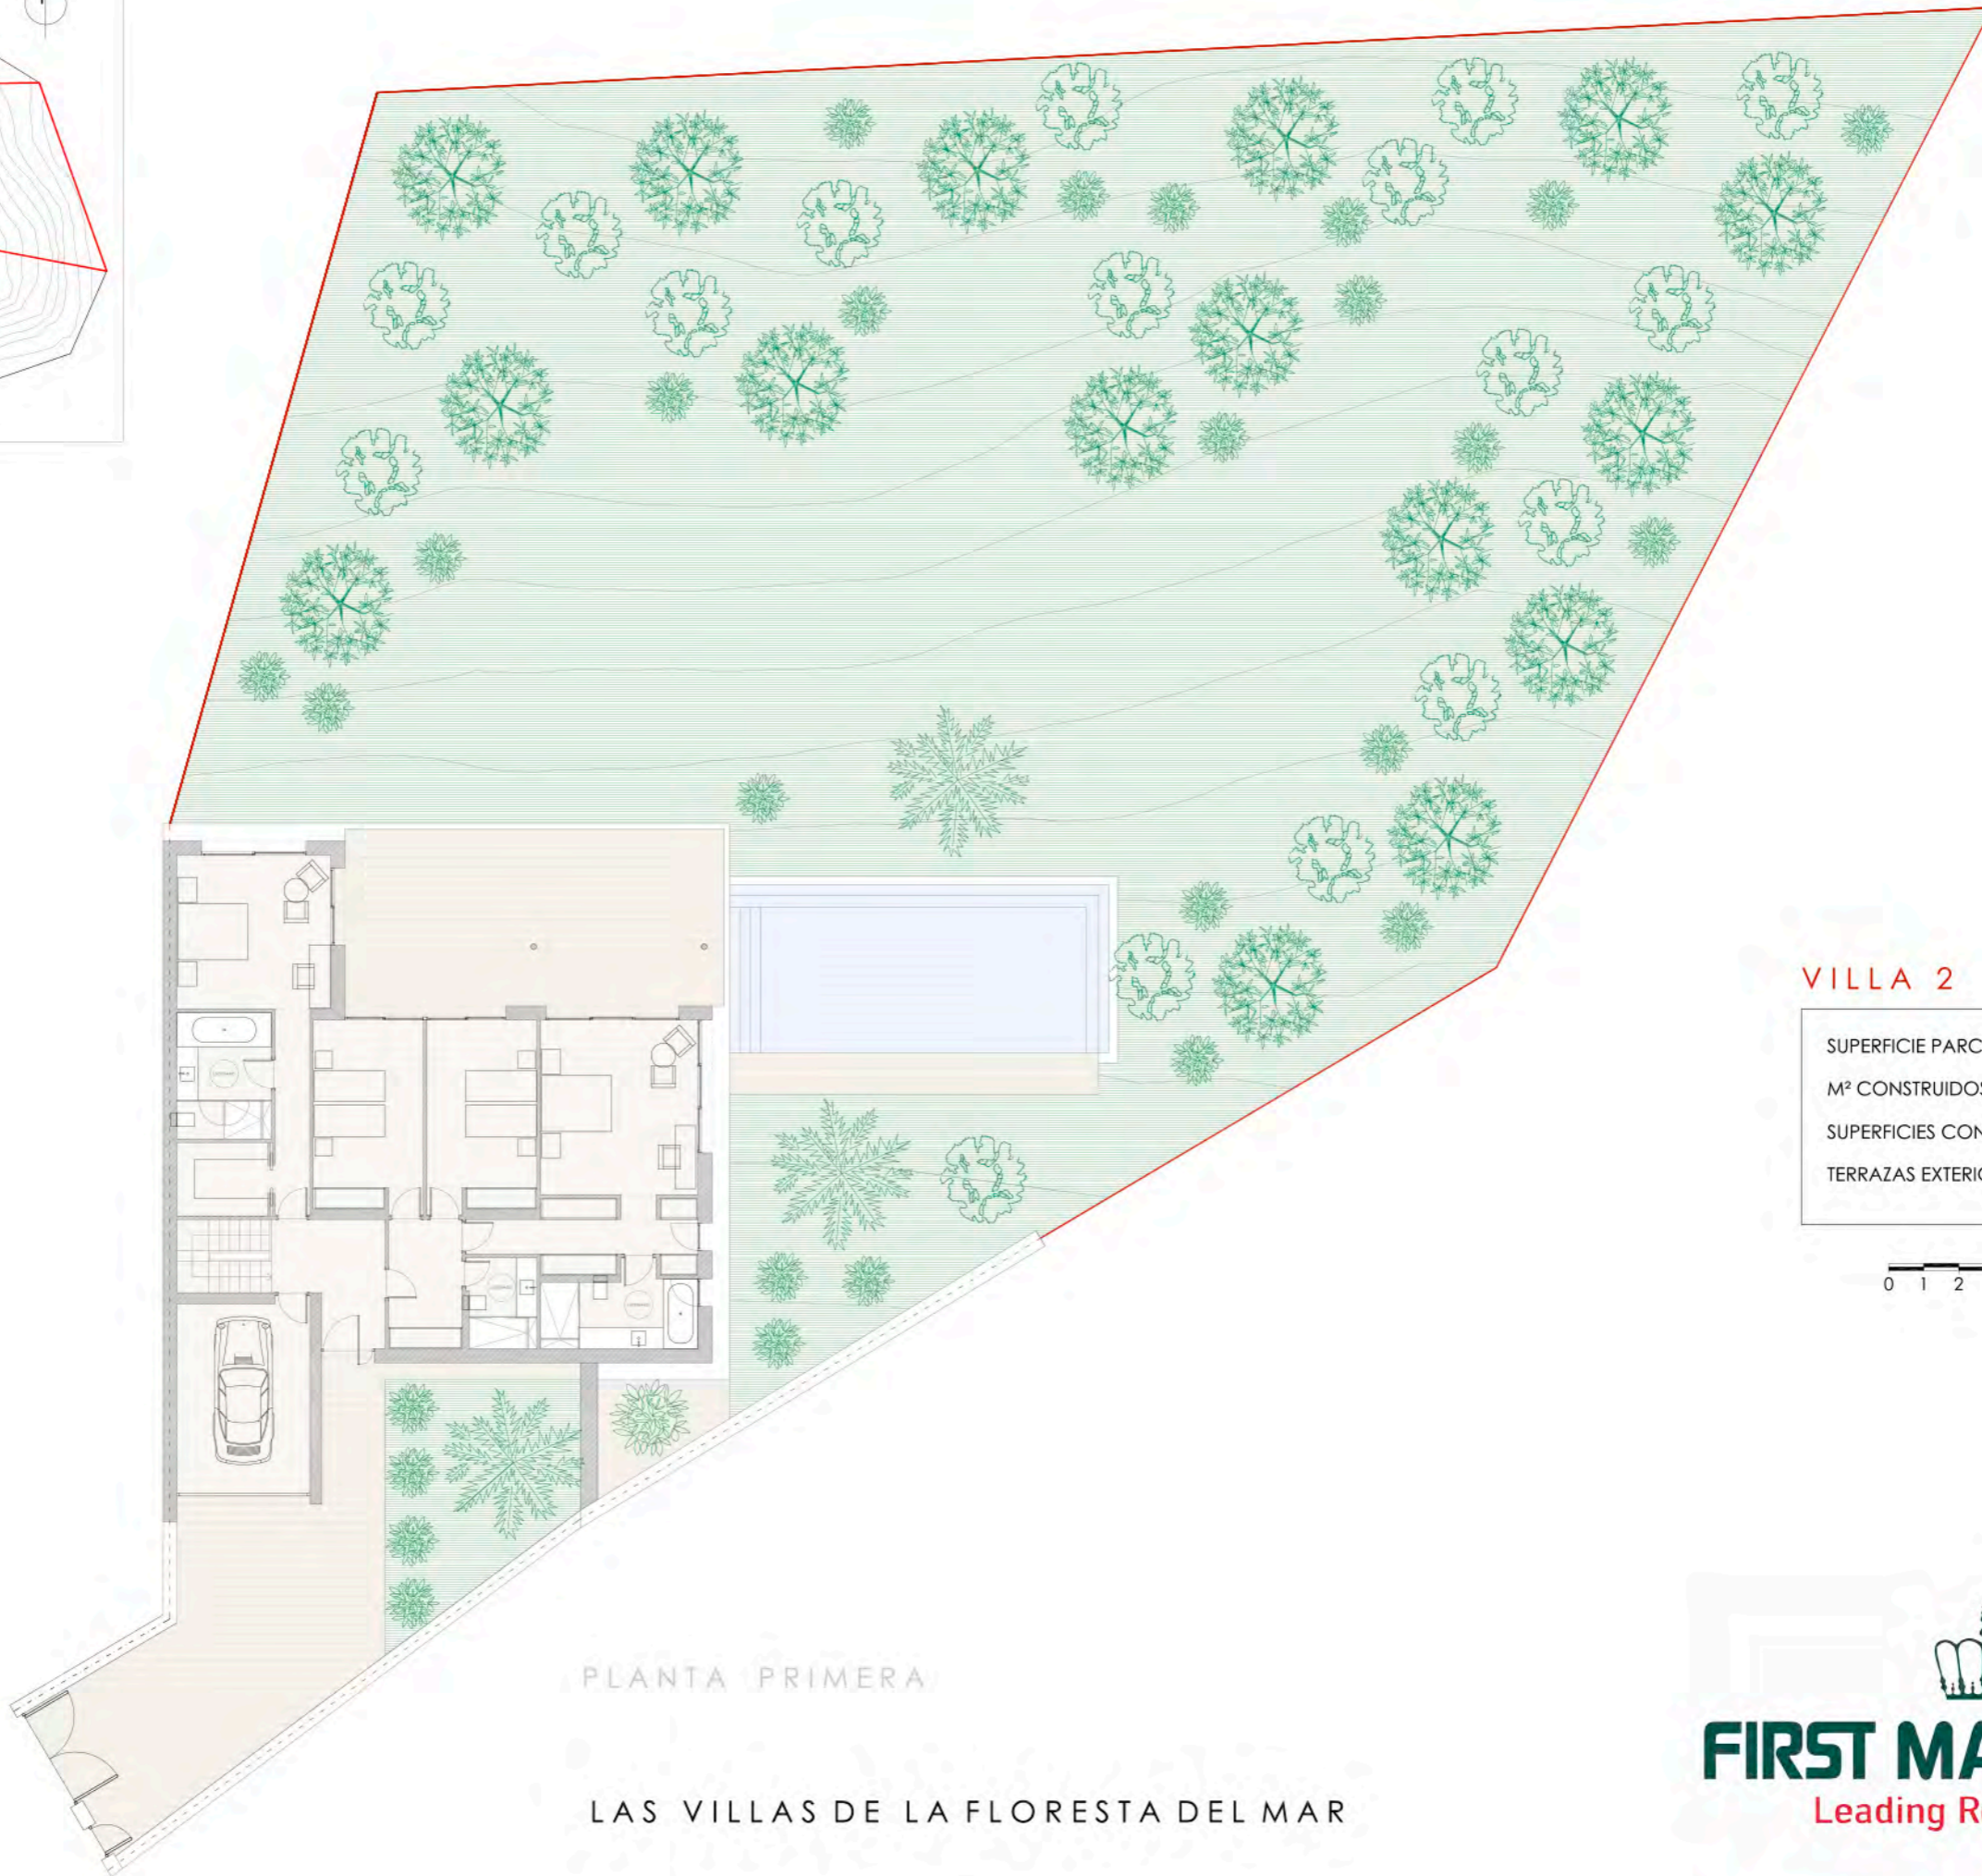 VILLA 2
SUPERFICIE PARC
M² CONSTRUIDOS
SUPERFICIES CON
TERRAZAS EXTERI
0 1 2
PLANTA PRIMERA
LAS VILLAS DE LA FLORESTA DEL MAR
FIRST MA
Leading R